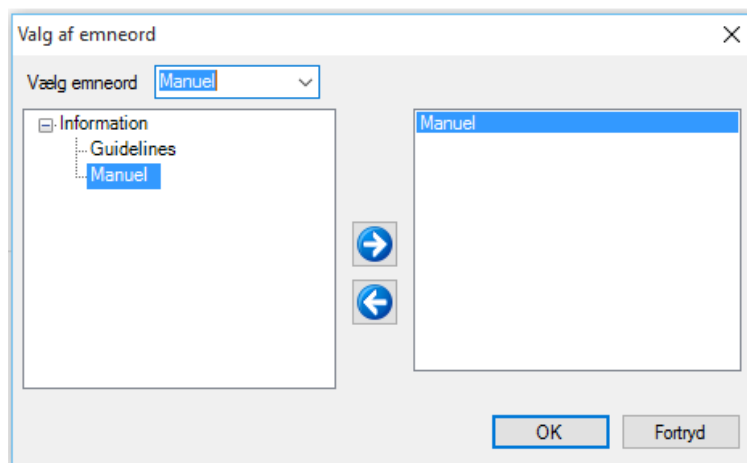 Valg af emneord
Vælg emneord Manuel
Information
Guidelines
Manuel
Manuel
OK Fortryd